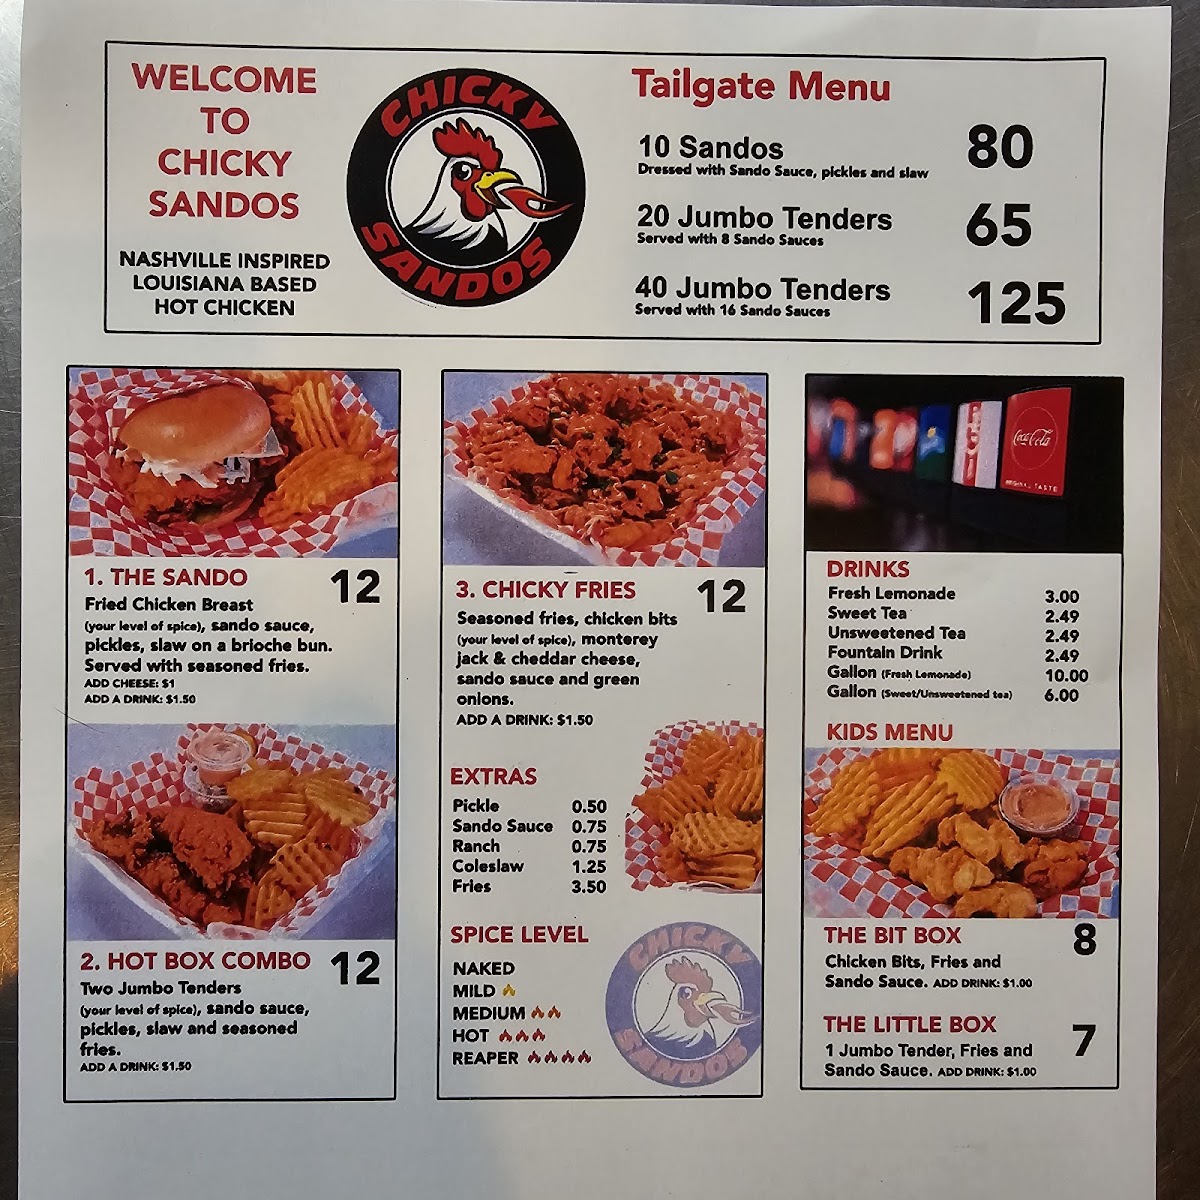 WELCOME
TO
CHICKY
SANDOS
NASHVILLE INSPIRED
LOUISIANA BASED
HOT CHICKEN
CHICKY
SANDOS
Tailgate Menu
10 Sandos 80
Dressed with Sando Sauce, pickles and slaw
20 Jumbo Tenders 65
Served with 8 Sando Sauces
40 Jumbo Tenders 125
Served with 16 Sando Sauces
1. THE SANDO 12
Fried Chicken Breast
(your level of spice), sando sauce,
pickles, slaw on a brioche bun.
Served with seasoned fries.
ADD CHEESE: $1
ADD A DRINK: $1.50
2. HOT BOX COMBO 12
Two Jumbo Tenders
(your level of spice), sando sauce,
pickles, slaw and seasoned
fries.
ADD A DRINK: $1.50
3. CHICKY FRIES 12
Seasoned fries, chicken bits
(your level of spice), monterey
jack & cheddar cheese,
sando sauce and green
onions.
ADD A DRINK: $1.50
EXTRAS
Pickle 0.50
Sando Sauce 0.75
Ranch 0.75
Coleslaw 1.25
Fries 3.50
SPICE LEVEL
NAKED
MILD
MEDIUM
HOT
REAPER
CHICKY
SANDOS
Coca-Cola
ORIGINAL TASTE
DRINKS
Fresh Lemonade 3.00
Sweet Tea 2.49
Unsweetened Tea 2.49
Fountain Drink 2.49
Gallon (Fresh Lemonade) 10.00
Gallon (Sweet/Unsweetened tea) 6.00
KIDS MENU
THE BIT BOX 8
Chicken Bits, Fries and
Sando Sauce. ADD DRINK: $1.00
THE LITTLE BOX 7
1 Jumbo Tender, Fries and
Sando Sauce. ADD DRINK: $1.00